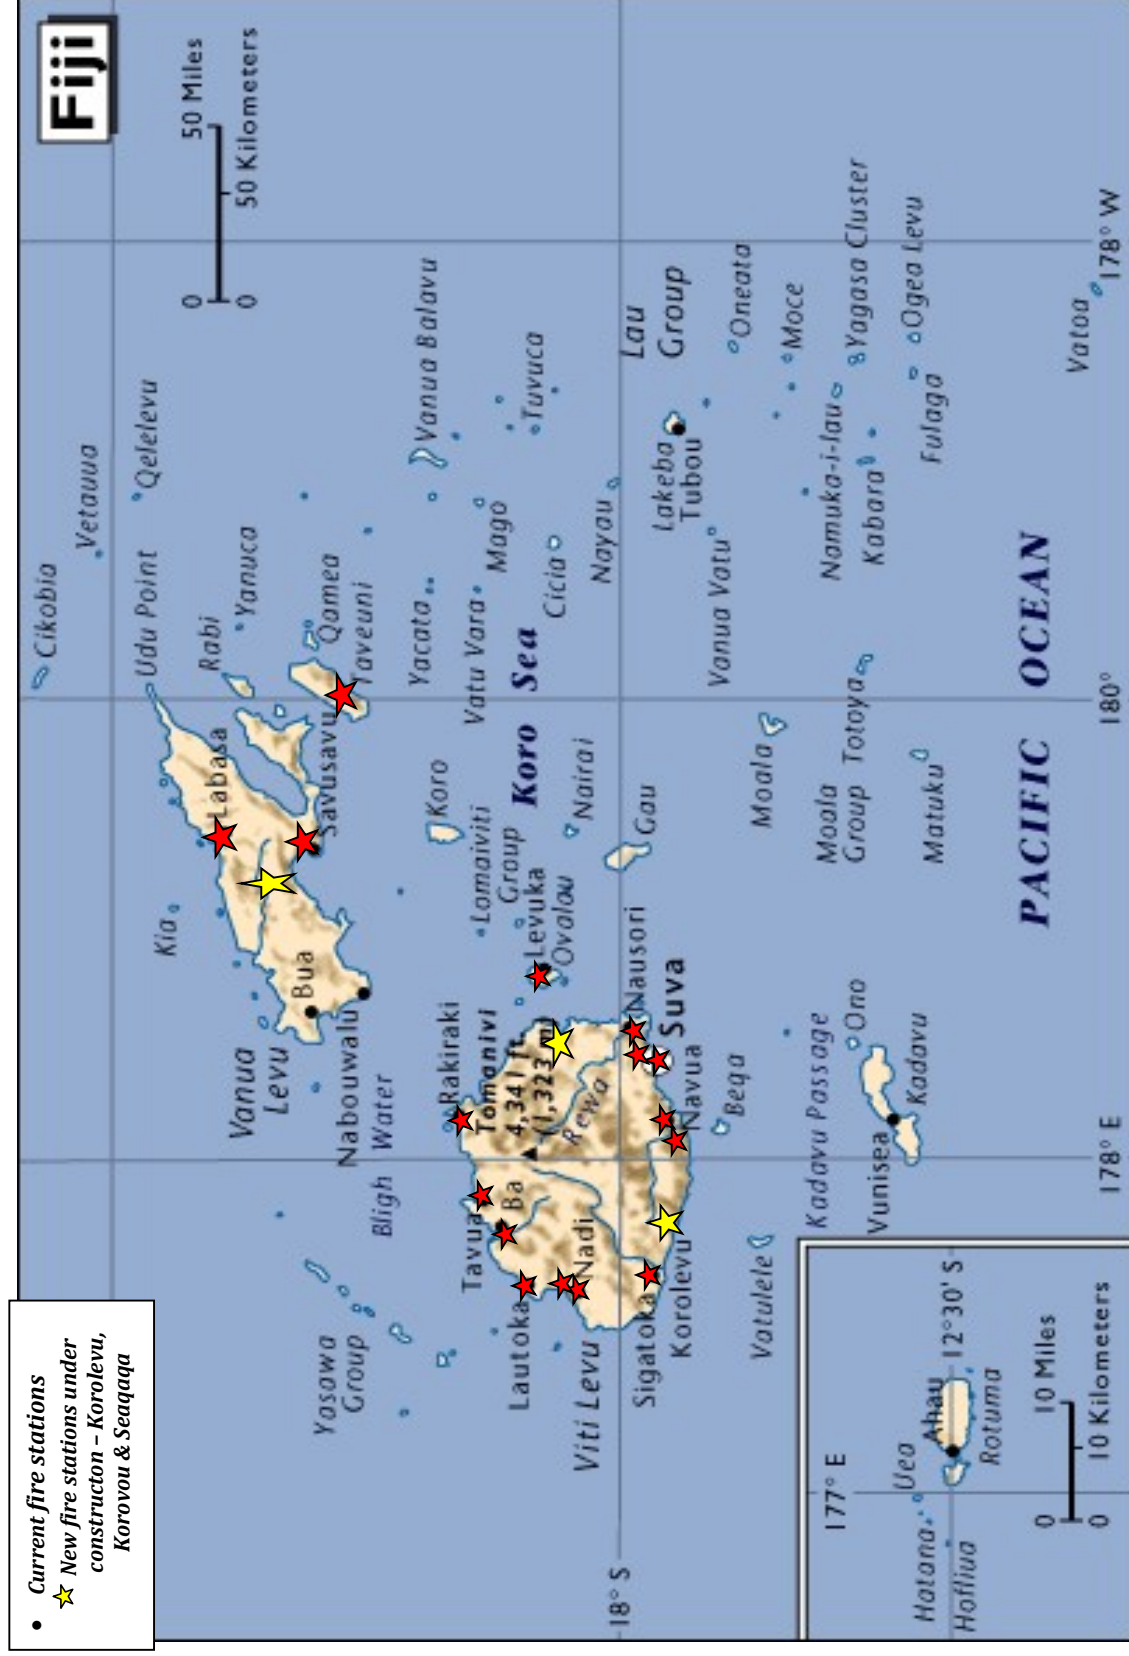 Fiji
0 50 Miles
0 50 Kilometers
• Current fire stations
New fire stations under
constructon – Korolevu,
Korovou & Seaqaqa
Cikobia
Vetauua
Qelelevu
Udu Point
Rabi
Yanuca
Qamea
Taveuni
Labasa
Savusavu
Kia
Bua
Vanua
Levu
Nabouwalu
Bligh Water
Yasawa
Group
Vanua Balavu
Yacata
Koro
Tuvuca
Mago
Vatu Vara
Lomaiviti
Group
Koro Sea
Cicia
Nairai
Nayau
Levuka
Ovalau
Gau
Rakiraki
Tomanivi
4,341 ft.
(1,323 m)
Rewa
Tavua
Ba
Lautoka
Nadi
Viti Levu
Sigatoka
Korolevu
Nausori
Suva
Navua
Beqa
Vatulele
Lau
Group
Lakeba
Tubou
Oneata
Vanua Vatu
Moce
Moala
Namuka-i-lau
Yagasa Cluster
Moala
Group
Totoya
Kabara
Ogea Levu
Fulaga
Matuku
Vatoa
Kadavu Passage
Ono
Vunisea
Kadavu
PACIFIC OCEAN
18° S
178° E
180°
178° W
177° E
12°30' S
Uea
Ahau
Rotuma
Hatana
Hofliua
0 10 Miles
0 10 Kilometers